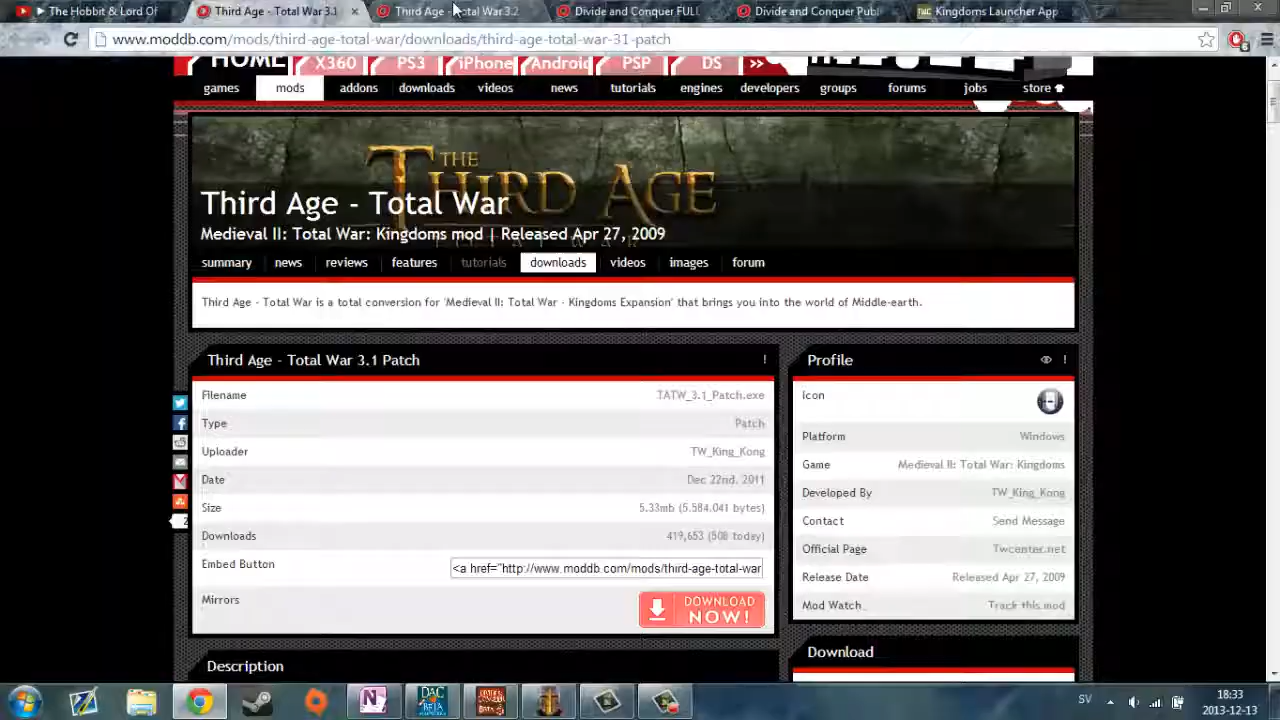 The Hobbit & Lord Of
Third Age - Total War 3.1
Third Age - Total War 3.2
Divide and Conquer FULL
Divide and Conquer Publ
Kingdoms Launcher App
www.moddb.com/mods/third-age-total-war/downloads/third-age-total-war-31-patch
HOME X360 PS3 iPhone Android PSP DS >>
games mods addons downloads videos news tutorials engines developers groups forums jobs store
THE
THIRD AGE
Third Age - Total War
Medieval II: Total War: Kingdoms mod | Released Apr 27, 2009
summary news reviews features tutorials downloads videos images forum
Third Age - Total War is a total conversion for 'Medieval II: Total War - Kingdoms Expansion' that brings you into the world of Middle-earth.
Third Age - Total War 3.1 Patch !
Filename TATW_3.1_Patch.exe
Type Patch
Uploader TW_King_Kong
Date Dec 22nd, 2011
Size 5.33mb (5,584,041 bytes)
Downloads 419,653 (508 today)
Embed Button <a href="http://www.moddb.com/mods/third-age-total-war
Mirrors DOWNLOAD NOW!
Description
Profile !
Icon
Platform Windows
Game Medieval II: Total War: Kingdoms
Developed By TW_King_Kong
Contact Send Message
Official Page Twcenter.net
Release Date Released Apr 27, 2009
Mod Watch Track this mod
Download
SV
18:33
2013-12-13